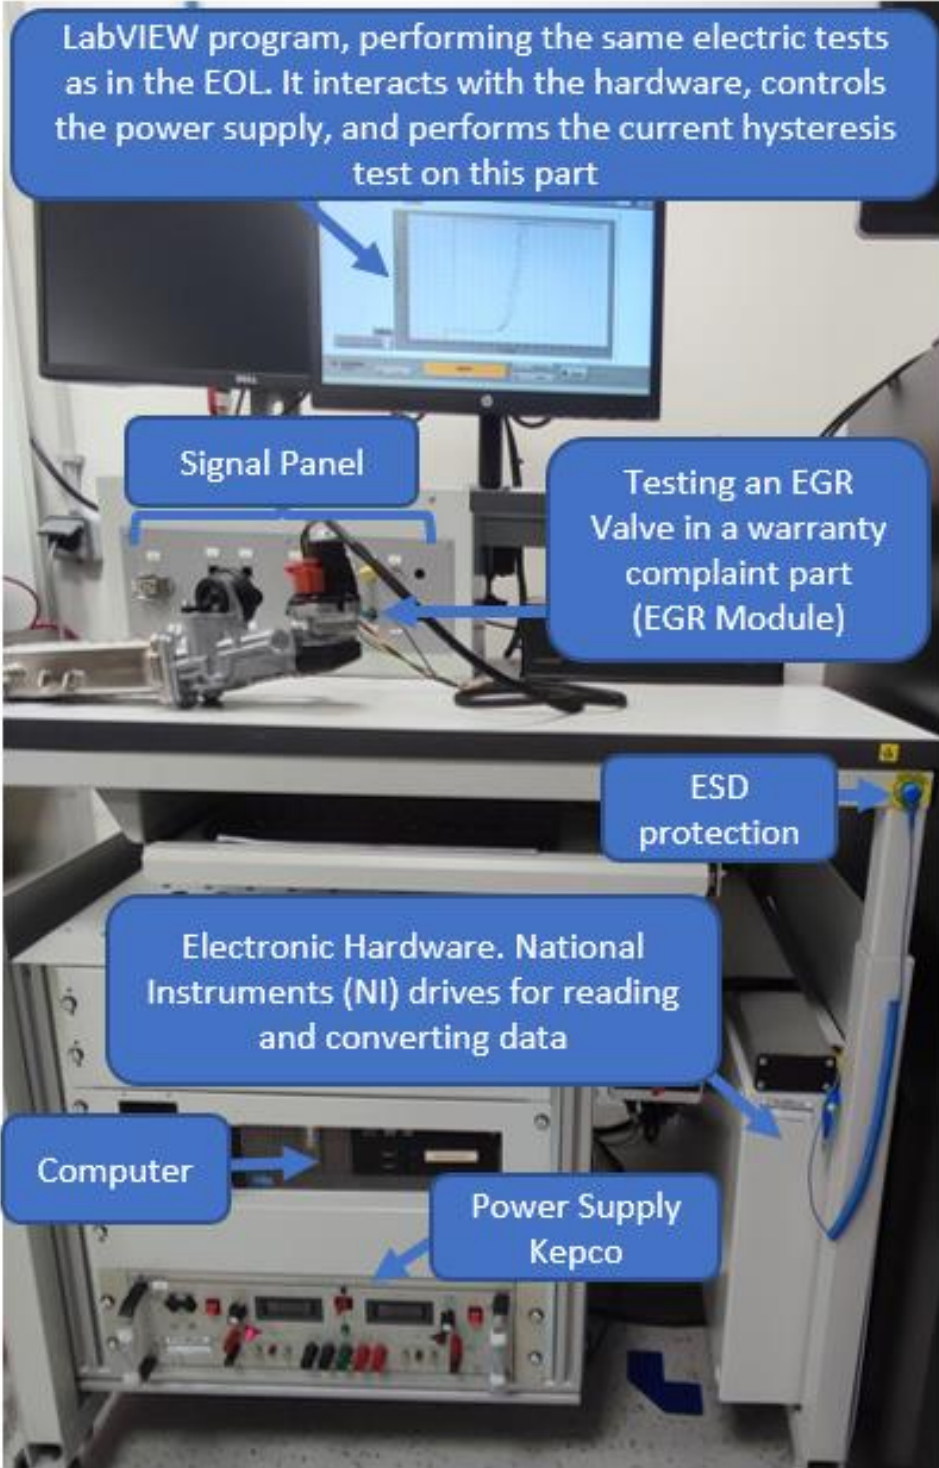 LabVIEW program, performing the same electric tests
as in the EOL. It interacts with the hardware, controls
the power supply, and performs the current hysteresis
test on this part
DELL
hp
Signal Panel
Testing an EGR
Valve in a warranty
complaint part
(EGR Module)
ESD
protection
Electronic Hardware. National
Instruments (NI) drives for reading
and converting data
Computer
Power Supply
Kepco